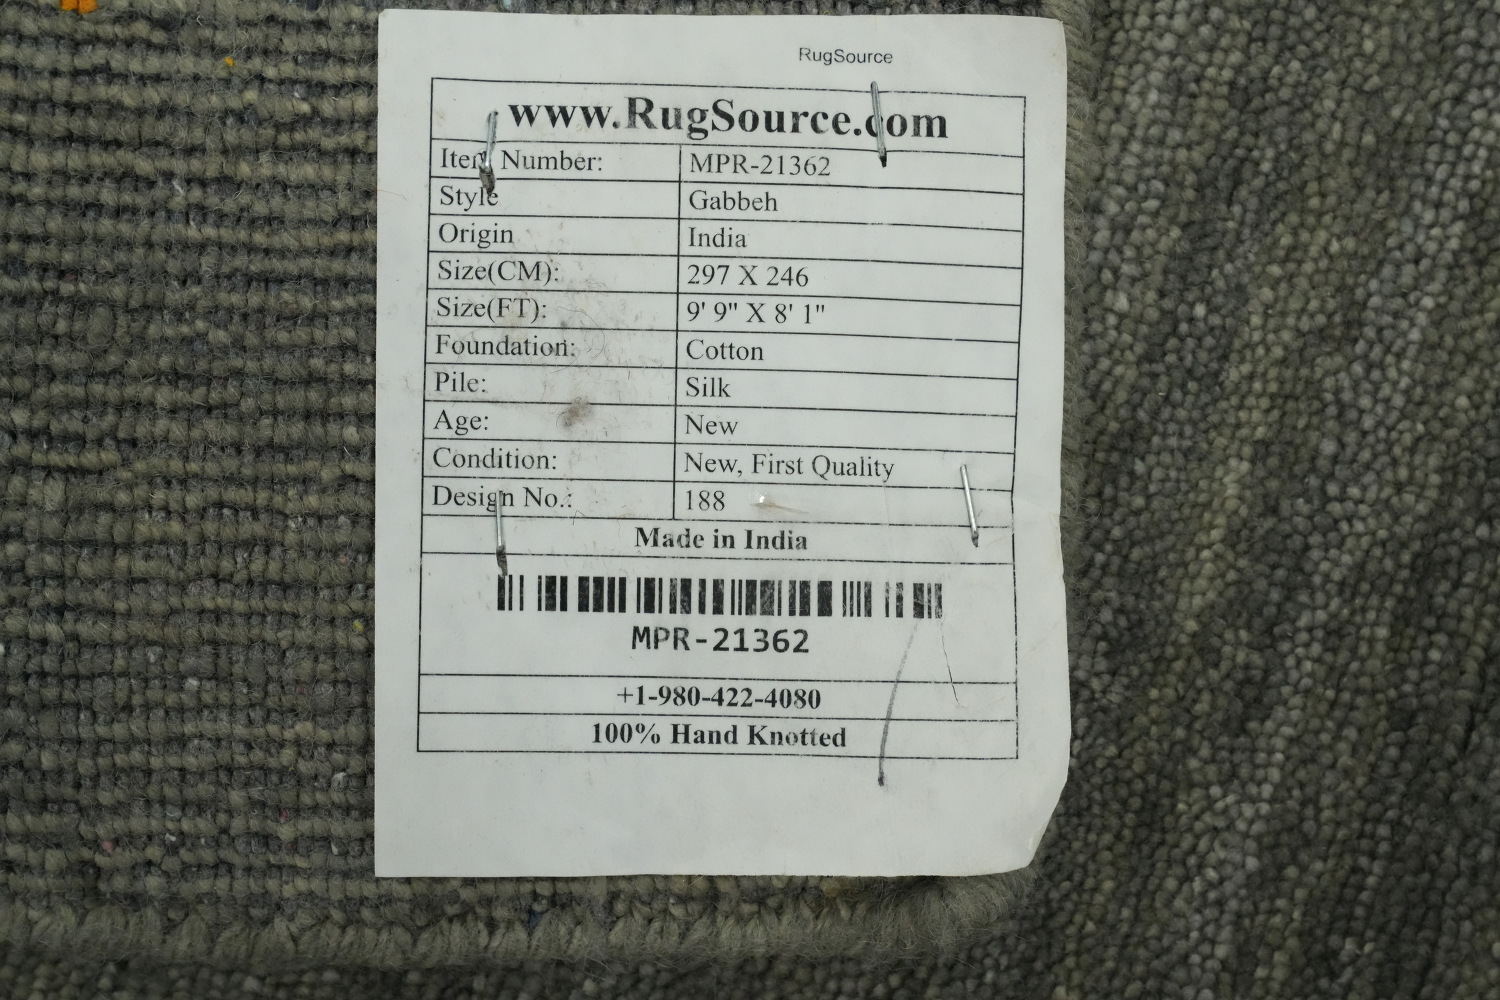 RugSource
www.RugSource.com
Item Number: MPR-21362
Style Gabbeh
Origin India
Size(CM): 297 X 246
Size(FT): 9' 9" X 8' 1"
Foundation: Cotton
Pile: Silk
Age: New
Condition: New, First Quality
Design No.: 188
Made in India
MPR-21362
+1-980-422-4080
100% Hand Knotted